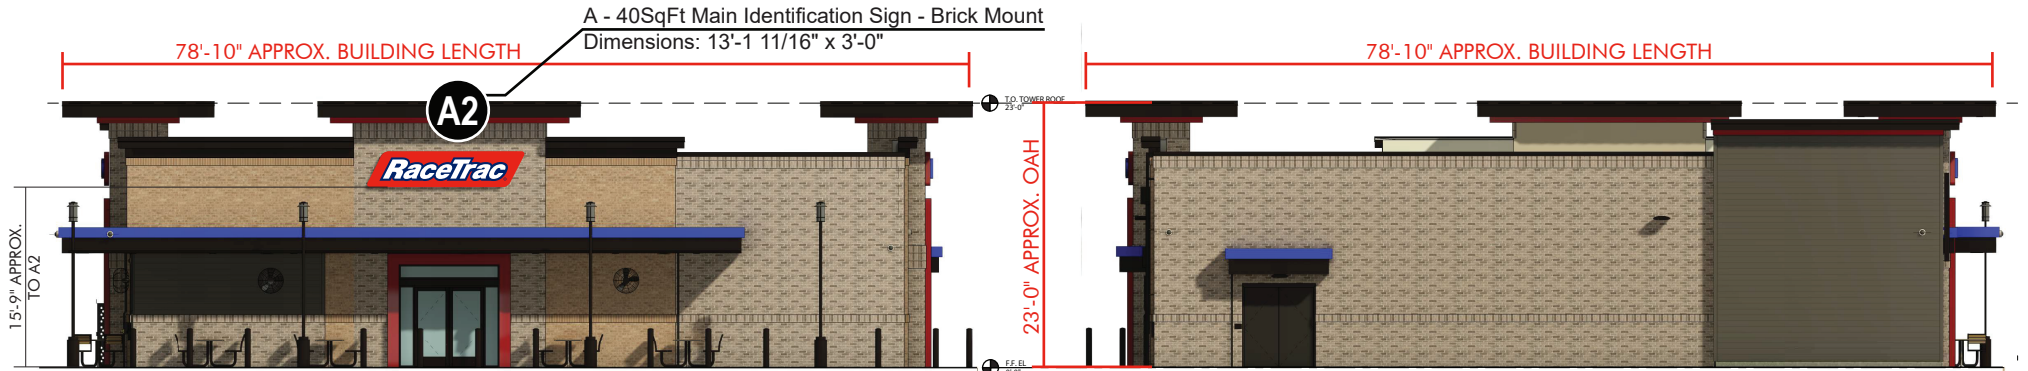 A - 40SqFt Main Identification Sign - Brick Mount
Dimensions: 13'-1 11/16" x 3'-0"
78'-10" APPROX. BUILDING LENGTH
78'-10" APPROX. BUILDING LENGTH
A2
T.O. TOWER ROOF
23'-0"
RaceTrac
15'-9" APPROX.
TO A2
23'-0" APPROX. OAH
F.F. EL